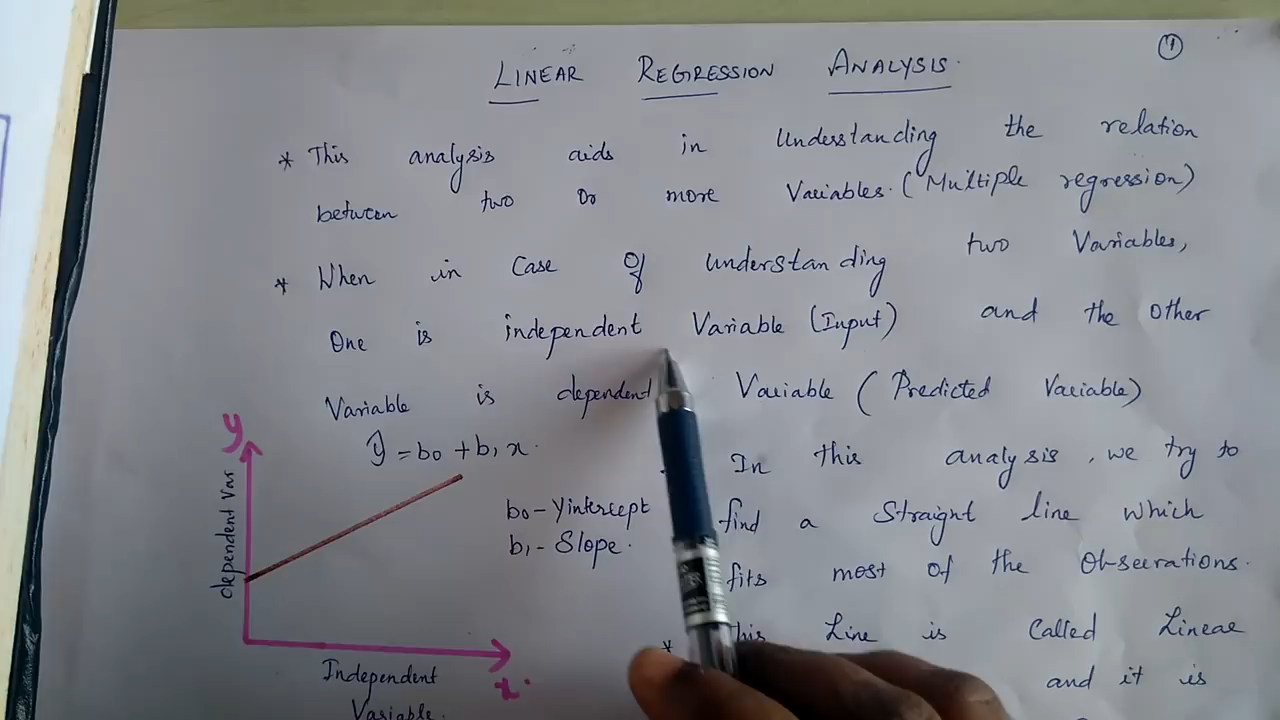 ①
LINEAR REGRESSION ANALYSIS.
* This analysis aids in Understanding the relation
between two or more Variables. (Multiple regression)
* When in Case of understanding two Variables,
One is independent Variable (Input) and the other
Variable is dependent Variable (Predicted Variable)
ŷ = b0 + b1 x.
b0 - Yintercept
b1 - Slope.
y
dependent Var
Independent
Variable.
x.
In this analysis, we try to
find a Straight line which
fits most of the Observations.
* This Line is Called Linear
and it is